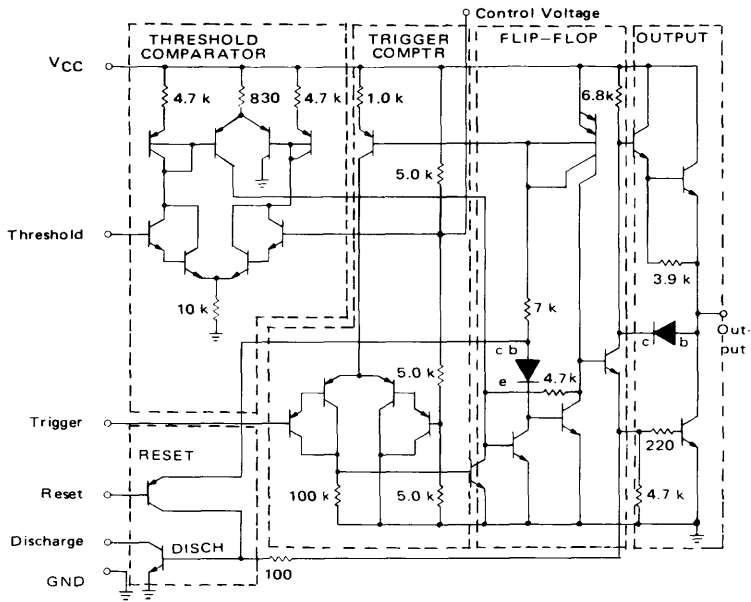 Control Voltage
THRESHOLD
COMPARATOR
TRIGGER
COMPTR
FLIP-FLOP
OUTPUT
VCC
4.7 k
830
4.7 k
1.0 k
6.8k
5.0 k
Threshold
3.9 k
10 k
7 k
Out-
put
c b
c
b
e
5.0 k
4.7k
Trigger
220
RESET
Reset
100 k
5.0 k
4.7 k
Discharge
DISCH
100
GND